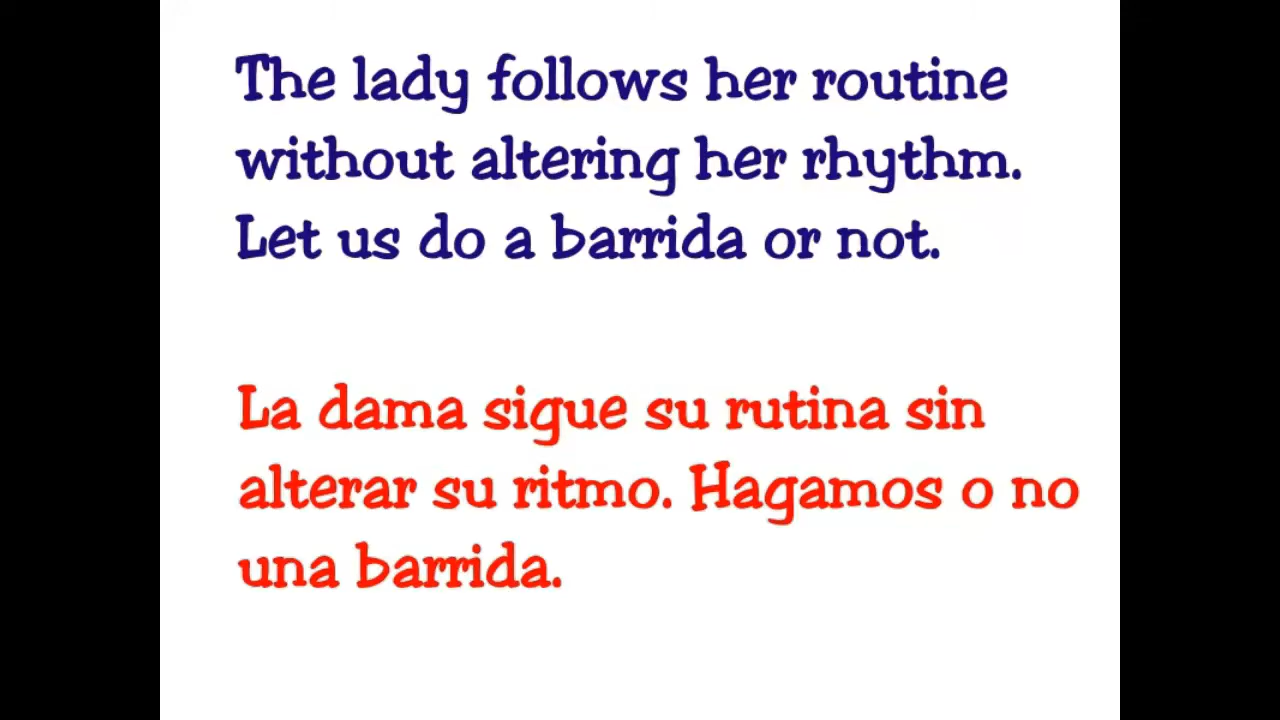 The lady follows her routine
without altering her rhythm.
Let us do a barrida or not.
La dama sigue su rutina sin
alterar su ritmo. Hagamos o no
una barrida.